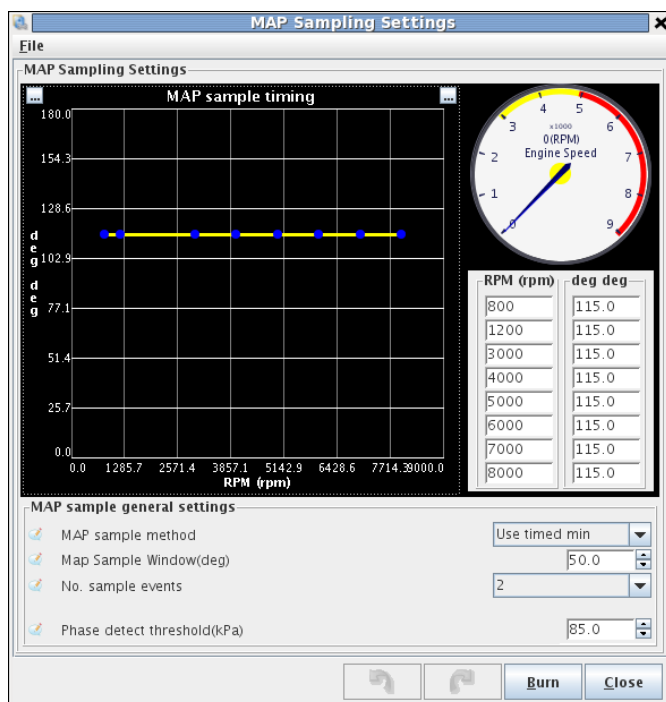 MAP Sampling Settings
File
MAP Sampling Settings
... MAP sample timing ...
180.0
154.3
128.6
102.9
77.1
51.4
25.7
0.0
deg deg
0.0 1285.7 2571.4 3857.1 5142.9 6428.6 7714.3 9000.0
RPM (rpm)
0 1 2 3 4 5 6 7 8 9
x1000
0(RPM)
Engine Speed
RPM (rpm) deg deg
800 115.0
1200 115.0
3000 115.0
4000 115.0
5000 115.0
6000 115.0
7000 115.0
8000 115.0
MAP sample general settings
MAP sample method Use timed min
Map Sample Window(deg) 50.0
No. sample events 2
Phase detect threshold(kPa) 85.0
Burn Close